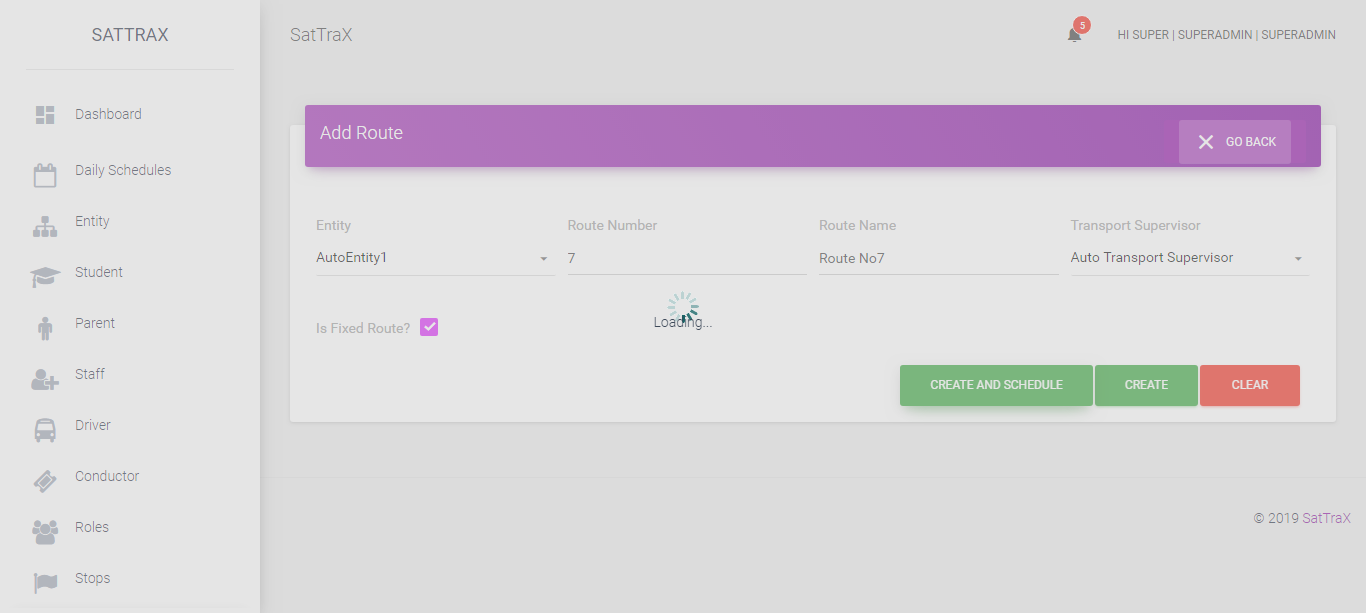 SATTRAX
SatTraX
5
HI SUPER | SUPERADMIN | SUPERADMIN
Dashboard
Daily Schedules
Entity
Student
Parent
Staff
Driver
Conductor
Roles
Stops
Add Route
GO BACK
Entity
Route Number
Route Name
Transport Supervisor
AutoEntity1
7
Route No7
Auto Transport Supervisor
Loading...
Is Fixed Route?
CREATE AND SCHEDULE
CREATE
CLEAR
© 2019 SatTraX